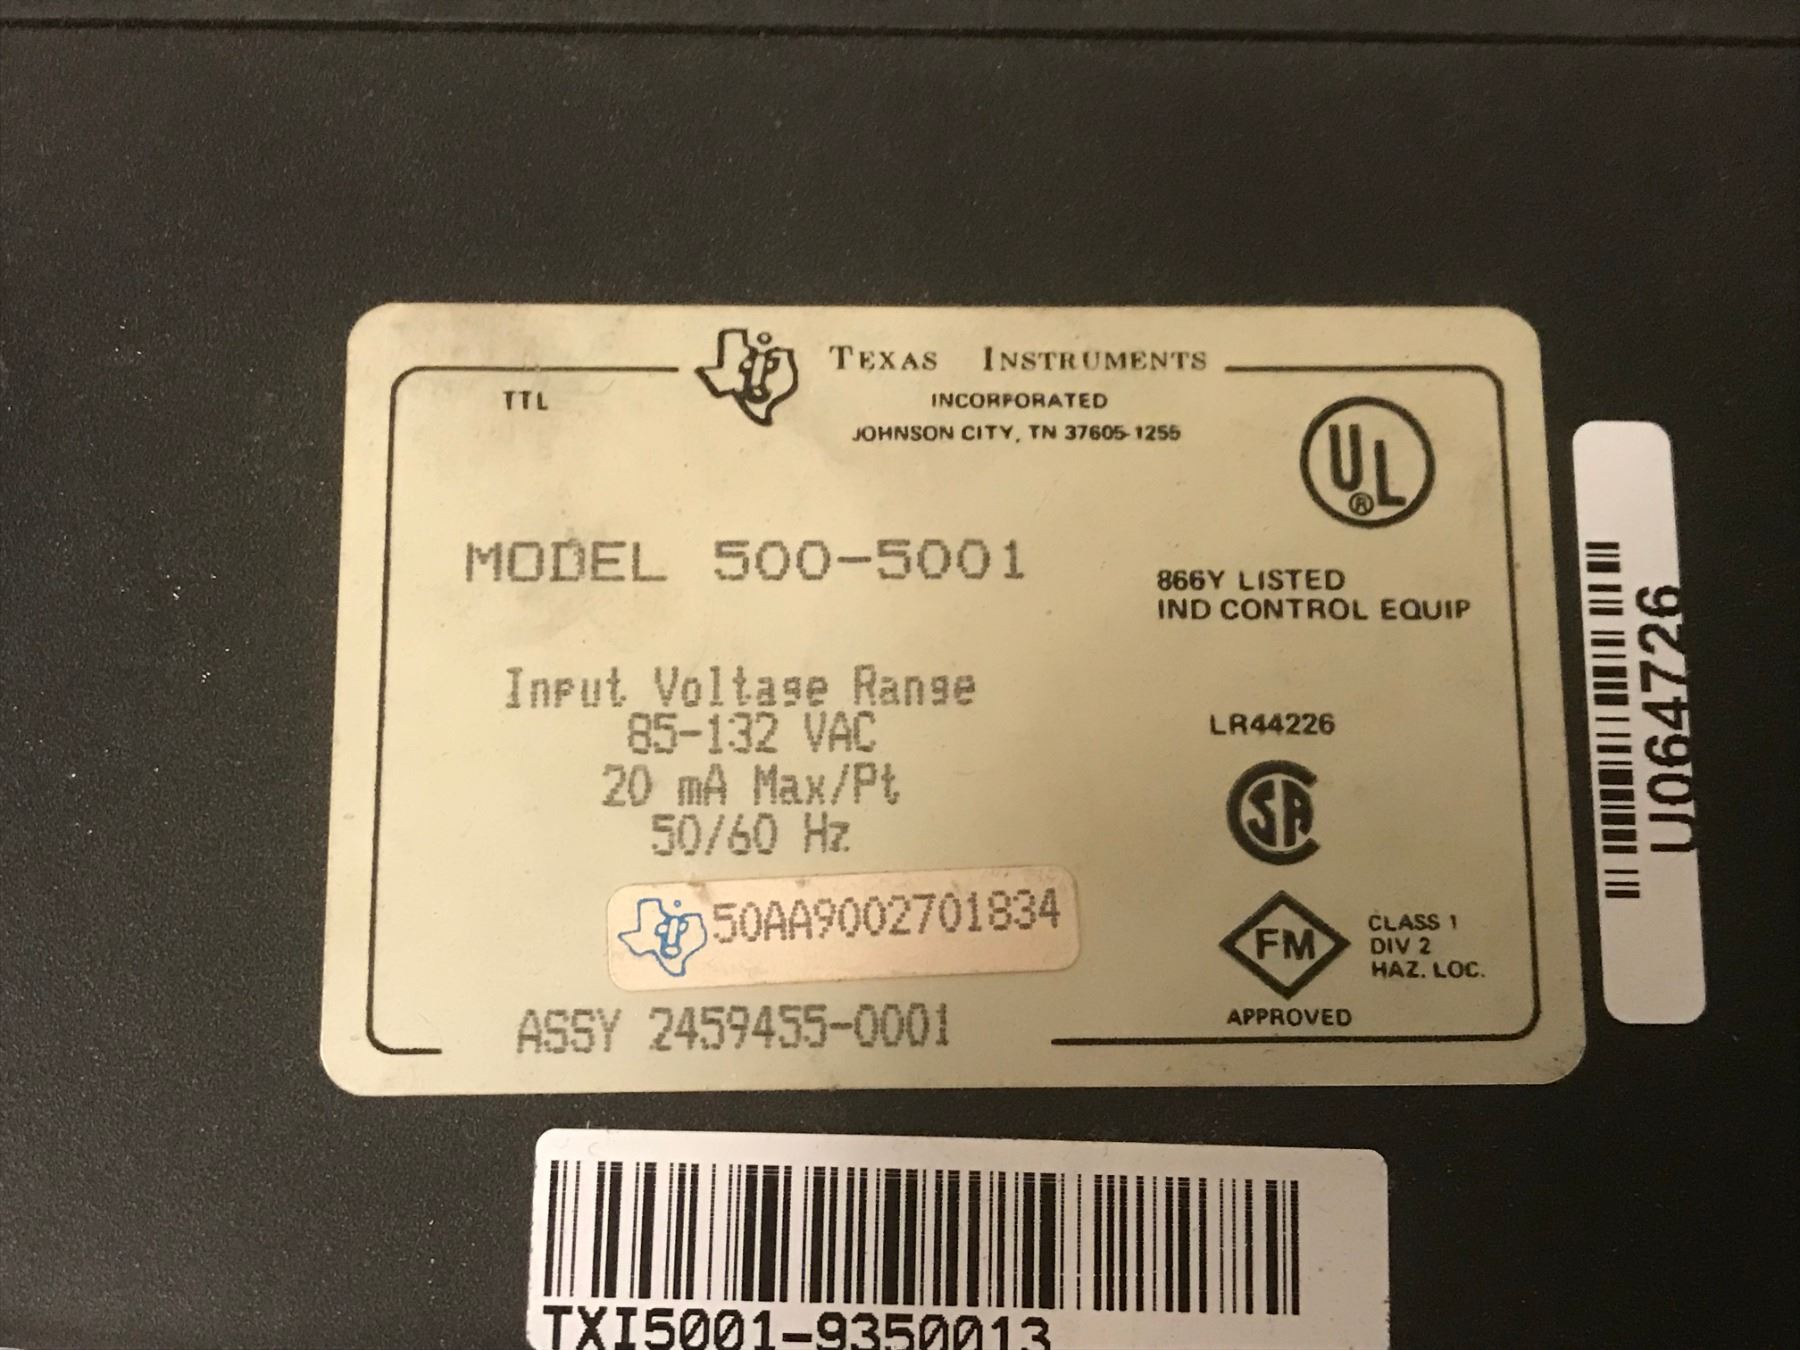 TEXAS INSTRUMENTS
TTL
INCORPORATED
JOHNSON CITY, TN 37605-1255
UL®
MODEL 500-5001
866Y LISTED
IND CONTROL EQUIP
Input Voltage Range
85-132 VAC
20 mA Max/Pt
50/60 Hz
LR44226
SA
50AA9002701834
FM
CLASS 1
DIV 2
HAZ. LOC.
APPROVED
ASSY 2459455-0001
U064726
TXI5001-9350013